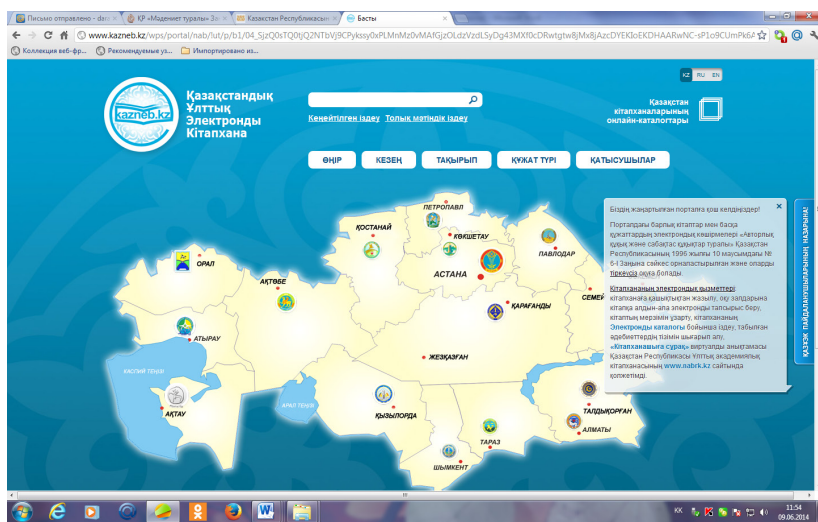 Письмо отправлено - da
ҚР «Мәдениет туралы» За
Казахстан Республикасын
Басты
www.kazneb.kz/wps/portal/nab/lut/p/b1/04_SjzQ0sTQ0tjQ2NTbVj9CPykssy0xPLMnMz0vMAfGjzOLdzVzdLSyDg43MXf0cDRwtgtw8jMx8jAzcDYEKIoEKDHAARwNC-sP1o9CUmPk6A
Коллекция веб-фр...
Рекомендуемые уз...
Импортировано из...
KZ RU EN
kazneb.kz
Қазақстандық
Ұлттық
Электронды
Кітапхана
Кеңейтілген іздеу Толық мәтіндік іздеу
Қазақстан
кітапханаларының
онлайн-каталогтары
ӨҢІР
КЕЗЕҢ
ТАҚЫРЫП
ҚҰЖАТ ТҮРІ
ҚАТЫСУШЫЛАР
ПЕТРОПАВЛ
ҚОСТАНАЙ
КӨКШЕТАУ
ПАВЛОДАР
ОРАЛ
АСТАНА
АҚТӨБЕ
СЕМЕЙ
ҚАРАҒАНДЫ
АТЫРАУ
ЖЕЗҚАЗҒАН
КАСПИЙ ТЕҢІЗІ
АҚТАУ
АРАЛ ТЕҢІЗІ
ҚЫЗЫЛОРДА
ТАЛДЫҚОРҒАН
АЛМАТЫ
ТАРАЗ
ШЫМКЕНТ
Біздің жаңартылған порталға қош келдіңіздер!
Порталдағы барлық кітаптар мен басқа
құжаттардың электрондық көшірмелері «Авторлық
құқық және сабақтас құқықтар туралы» Қазақстан
Республикасының 1996 жылғы 10 маусымдағы №
6-I Заңына сәйкес орналастырылған және оларды
тіркеусіз оқуға болады.
Кітапхананың электрондық қызметтері:
кітапханаға қашықтықтан жазылу, оқу залдарына
кітапқа алдын-ала электронды тапсырыс беру,
кітаптың мерзімін ұзарту, кітапхананың
Электронды каталогы бойынша іздеу, табылған
әдебиеттердің тізімін шығарып алу,
«Кітапханашыға сұрақ» виртуалды анықтамасы
Қазақстан Республикасы Ұлттық академиялық
кітапханасының www.nabrk.kz сайтында
қолжетімді.
ҚАЗҰЭК ПАЙДАЛАНУШЫЛАРЫНЫҢ НАЗАРЫНА!
KK
11:54
09.06.2014